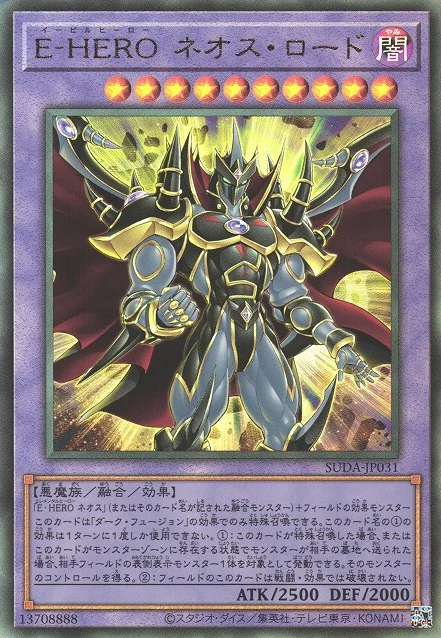 イービルヒーロー
E-HERO ネオス・ロード
やみ
闇
SUDA-JP031
【悪魔族／融合／効果】
「E・HERO ネオス」(またはそのカード名が記された融合モンスター)＋フィールドの効果モンスター
このカードは「ダーク・フュージョン」の効果でのみ特殊召喚できる。このカード名の①の
効果は1ターンに1度しか使用できない。①：このカードが特殊召喚した場合、または
このカードがモンスターゾーンに存在する状態でモンスターが相手の墓地へ送られた
場合、相手フィールドの表側表示モンスター1体を対象として発動できる。そのモンスター
のコントロールを得る。②：フィールドのこのカードは戦闘・効果では破壊されない。
ATK/2500 DEF/2000
13708888
©スタジオ・ダイス／集英社・テレビ東京・KONAMI